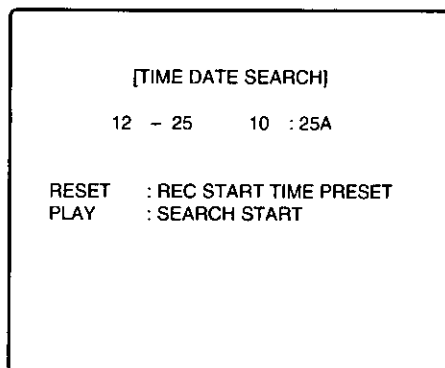 [TIME DATE SEARCH]
12 – 25 10 : 25A
RESET : REC START TIME PRESET
PLAY : SEARCH START